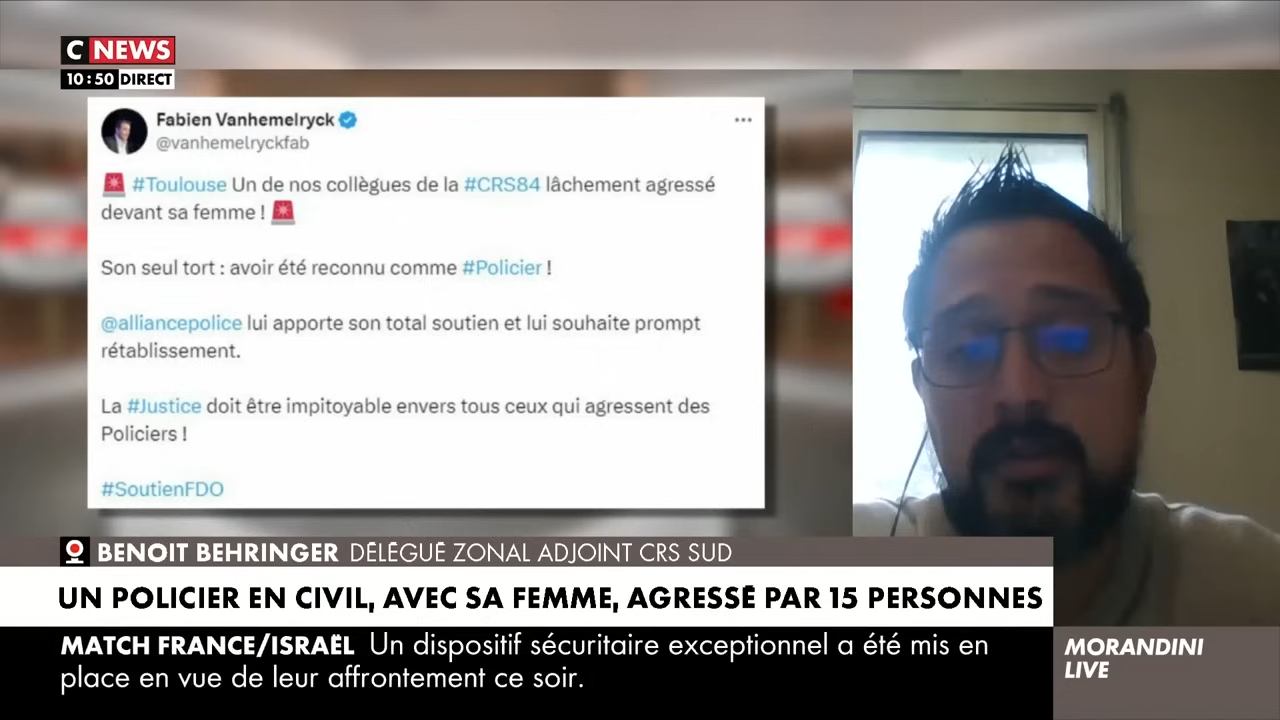 C NEWS
10:50 DIRECT
Fabien Vanhemelryck
@vanhemelryckfab
🚨 #Toulouse Un de nos collègues de la #CRS84 lâchement agressé
devant sa femme ! 🚨
Son seul tort : avoir été reconnu comme #Policier !
@alliancepolice lui apporte son total soutien et lui souhaite prompt
rétablissement.
La #Justice doit être impitoyable envers tous ceux qui agressent des
Policiers !
#SoutienFDO
BENOIT BEHRINGER DÉLÉGUÉ ZONAL ADJOINT CRS SUD
UN POLICIER EN CIVIL, AVEC SA FEMME, AGRESSÉ PAR 15 PERSONNES
MATCH FRANCE/ISRAËL Un dispositif sécuritaire exceptionnel a été mis en
place en vue de leur affrontement ce soir.
MORANDINI
LIVE